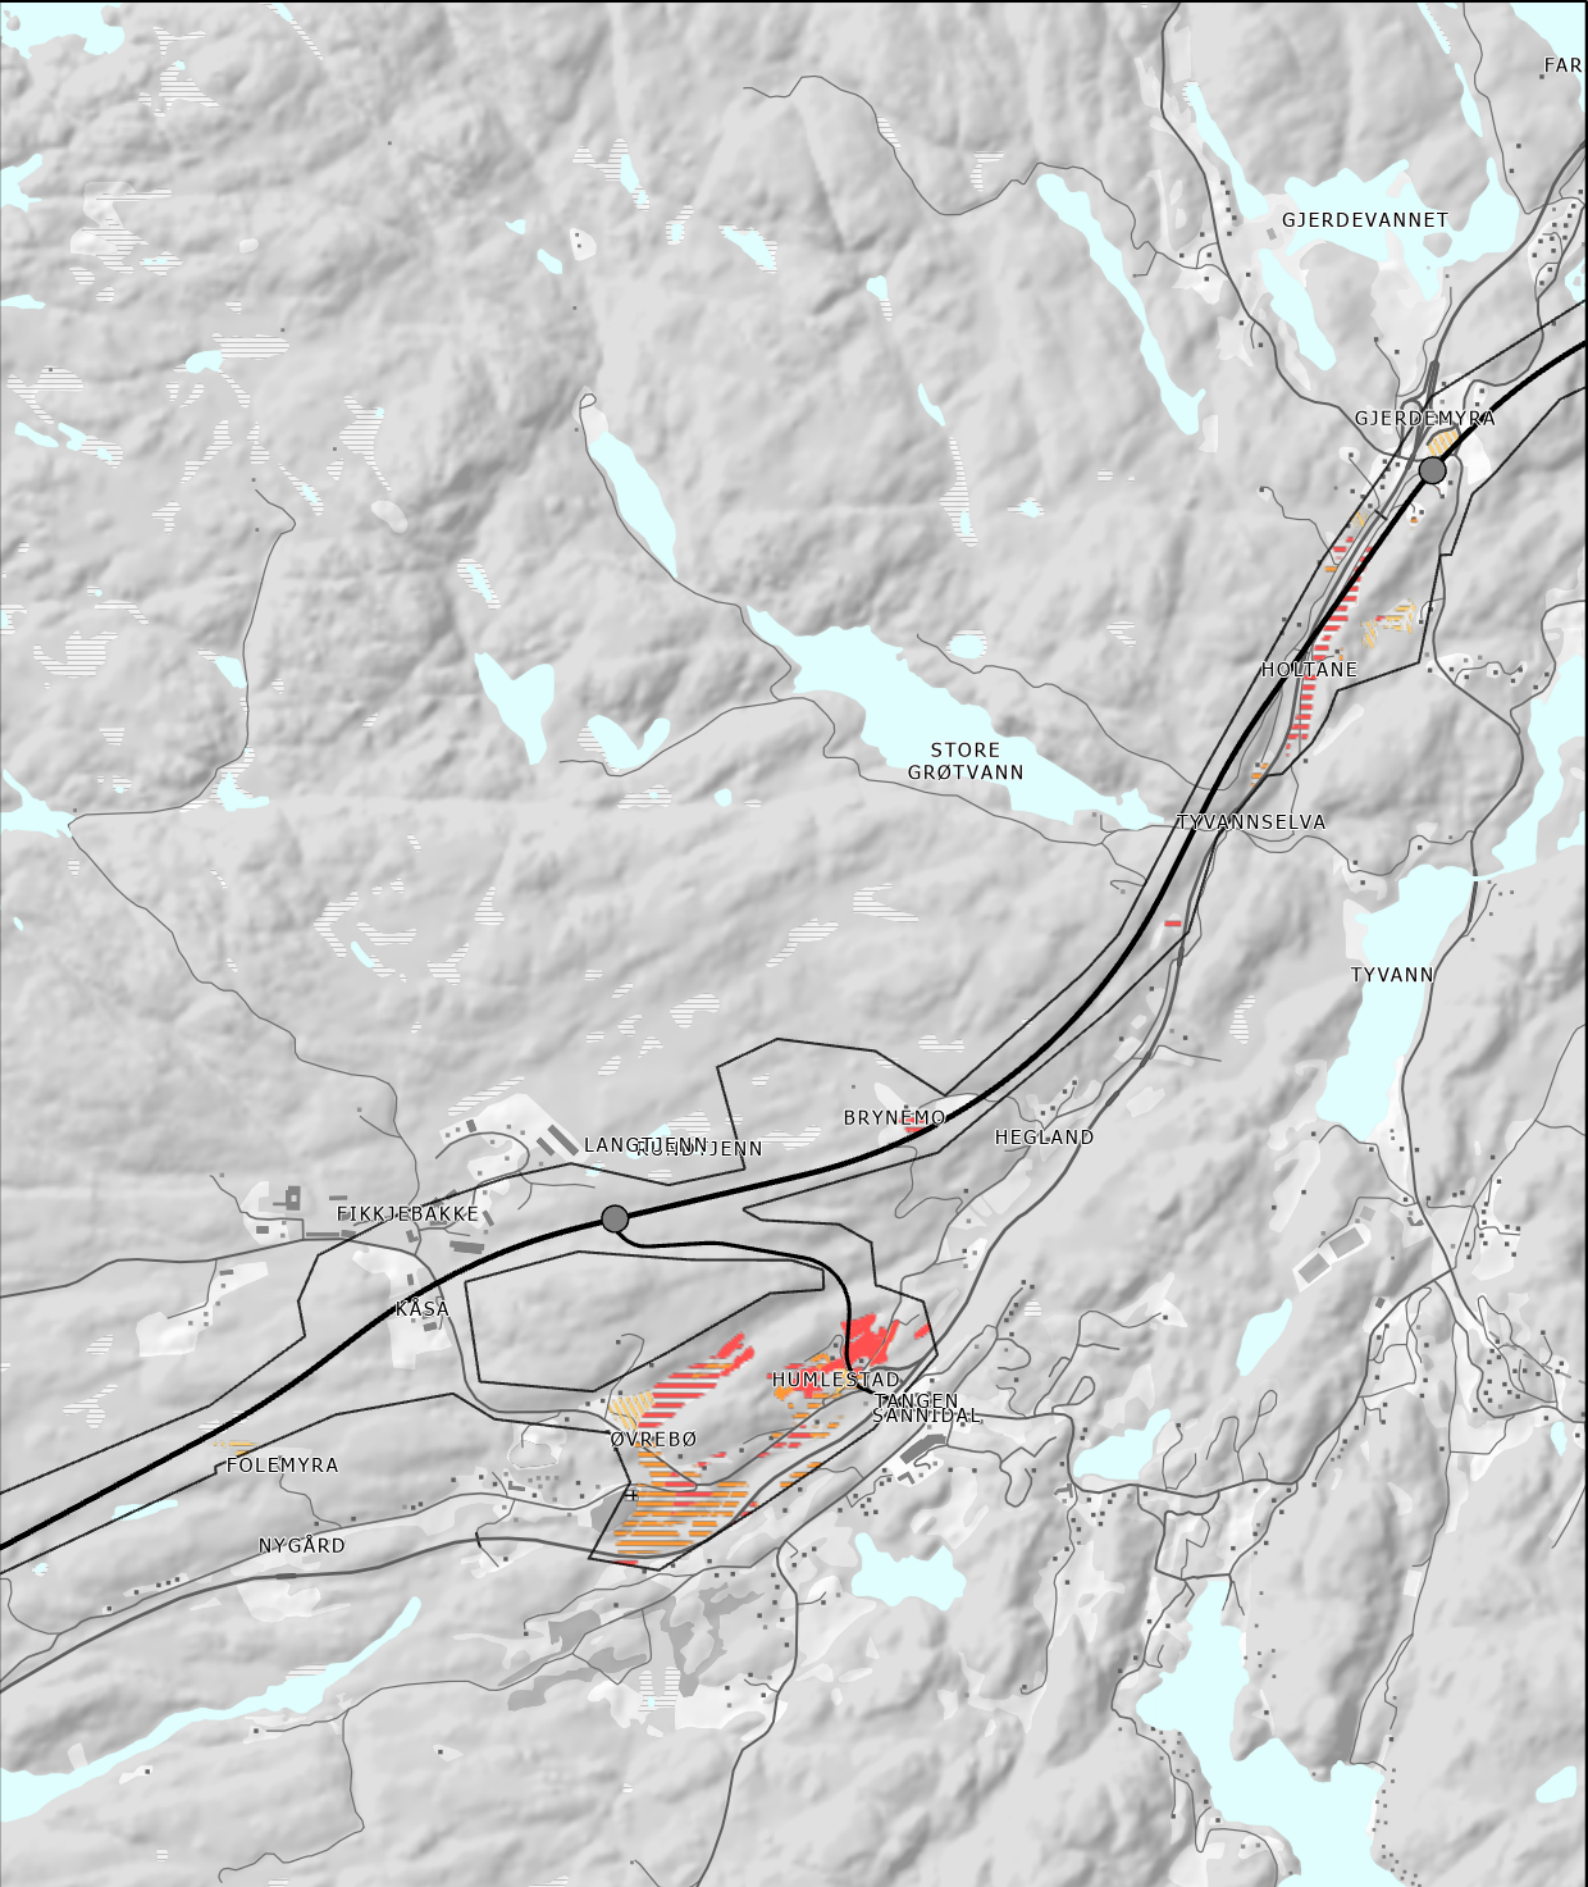 FAR
GJERDEVANNET
GJERDEMYRA
HOLTANE
STORE
GRØTVANN
TYVANNSELVA
TYVANN
BRYNEMO
HEGLAND
LANGTJENN
RUNDTJENN
FIKKJEBAKKE
KÅSA
HUMLESTAD
TANGEN
SANNIDAL
ØVREBØ
FOLEMYRA
NYGÅRD